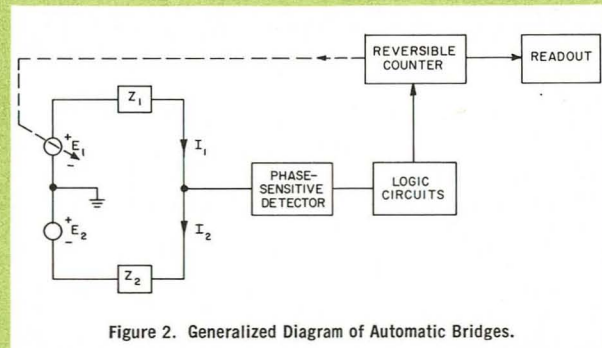 REVERSIBLE
COUNTER
READOUT
Z1
+
E1
-
I1
PHASE-
SENSITIVE
DETECTOR
LOGIC
CIRCUITS
+
E2
-
I2
Z2
Figure 2. Generalized Diagram of Automatic Bridges.